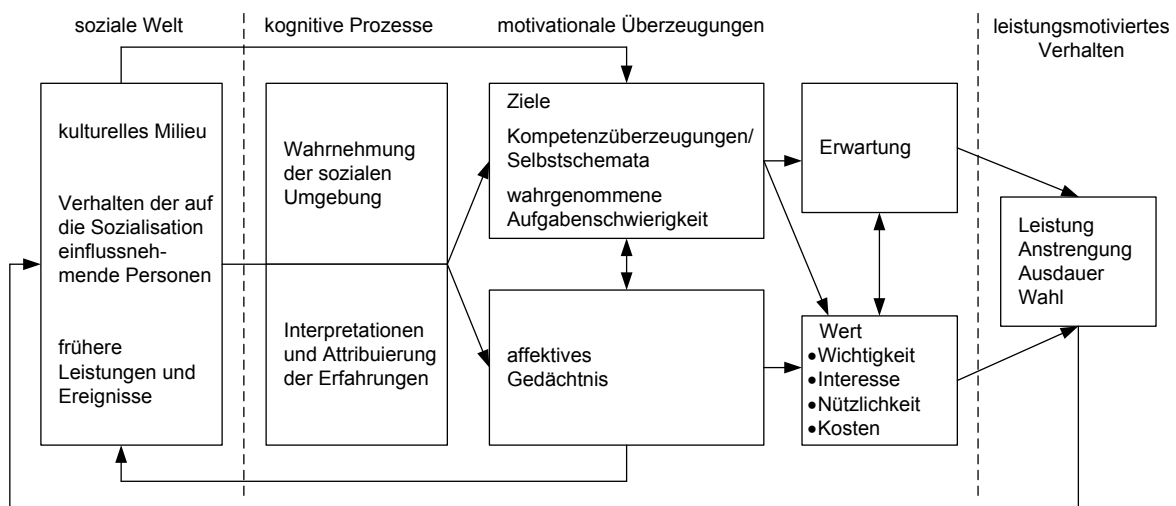 soziale Welt
kognitive Prozesse
motivationale Überzeugungen
leistungsmotiviertes
Verhalten
kulturelles Milieu
Verhalten der auf
die Sozialisation
einflussneh-
mende Personen
frühere
Leistungen und
Ereignisse
Wahrnehmung
der sozialen
Umgebung
Interpretationen
und Attribuierung
der Erfahrungen
Ziele
Kompetenzüberzeugungen/
Selbstschemata
wahrgenommene
Aufgabenschwierigkeit
affektives
Gedächtnis
Erwartung
Wert
•Wichtigkeit
•Interesse
•Nützlichkeit
•Kosten
Leistung
Anstrengung
Ausdauer
Wahl